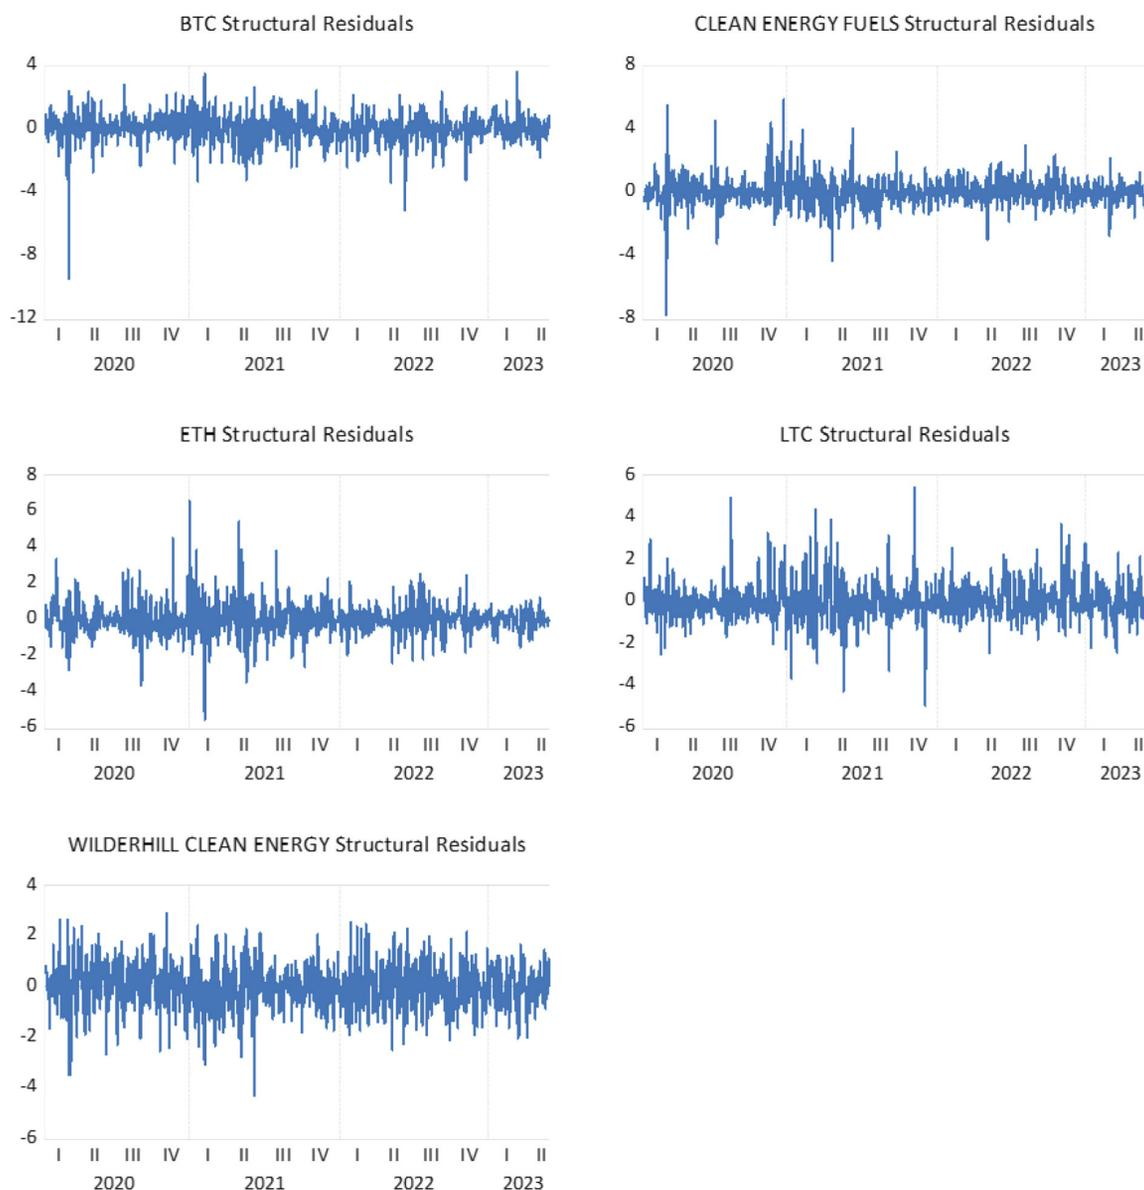 BTC Structural Residuals
4
0
-4
-8
-12
I II III IV I II III IV I II III IV I II
2020 2021 2022 2023
CLEAN ENERGY FUELS Structural Residuals
8
4
0
-4
-8
I II III IV I II III IV I II III IV I II
2020 2021 2022 2023
ETH Structural Residuals
8
6
4
2
0
-2
-4
-6
I II III IV I II III IV I II III IV I II
2020 2021 2022 2023
LTC Structural Residuals
6
4
2
0
-2
-4
-6
I II III IV I II III IV I II III IV I II
2020 2021 2022 2023
WILDERHILL CLEAN ENERGY Structural Residuals
4
2
0
-2
-4
-6
I II III IV I II III IV I II III IV I II
2020 2021 2022 2023